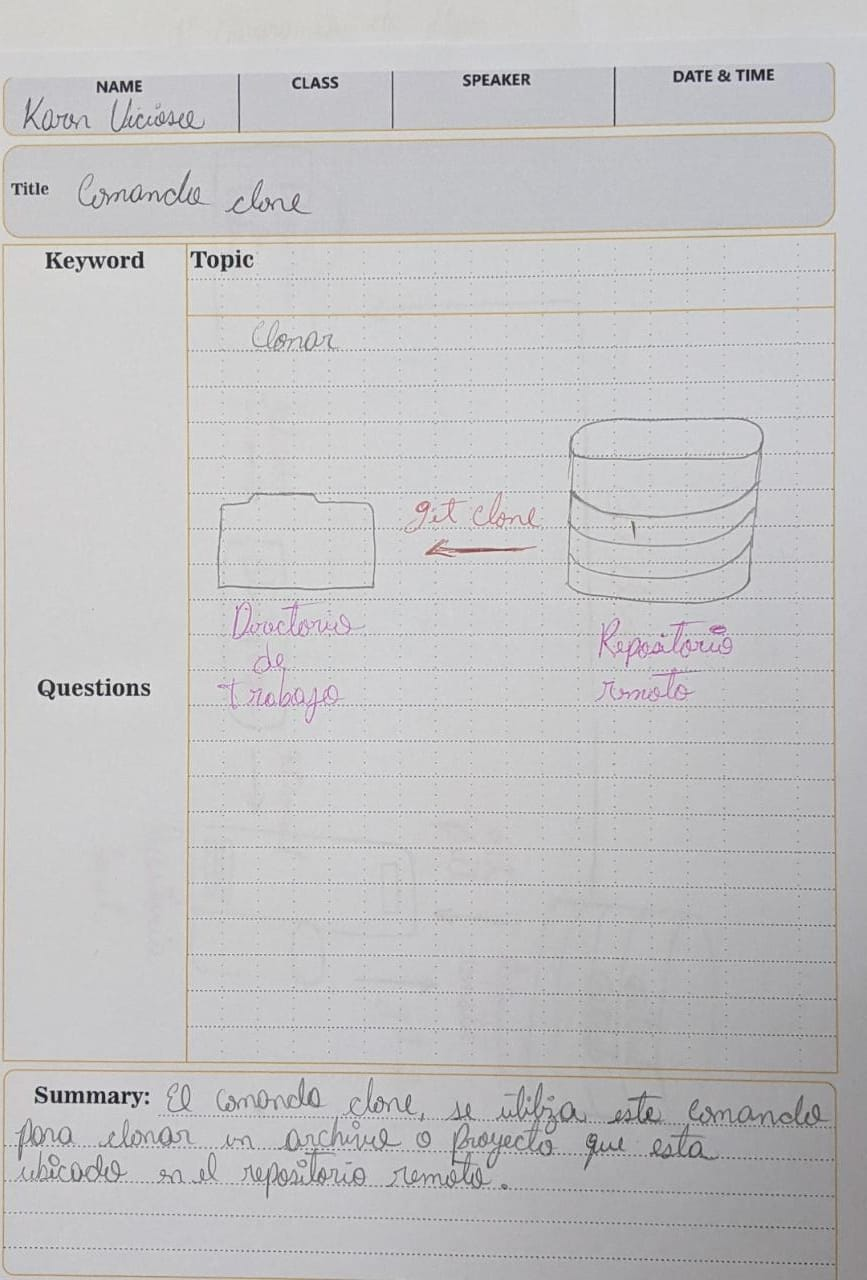 NAME CLASS SPEAKER DATE & TIME
Karen Viciosee
Title Comando clone
Keyword Topic
Clonar
get clone
Directorio
de
trabajo
Repositorio
remoto
Questions
Summary: El comando clone, se utiliza este comando
para clonar un archivo o proyecto que esta
ubicado en el repositorio remoto.